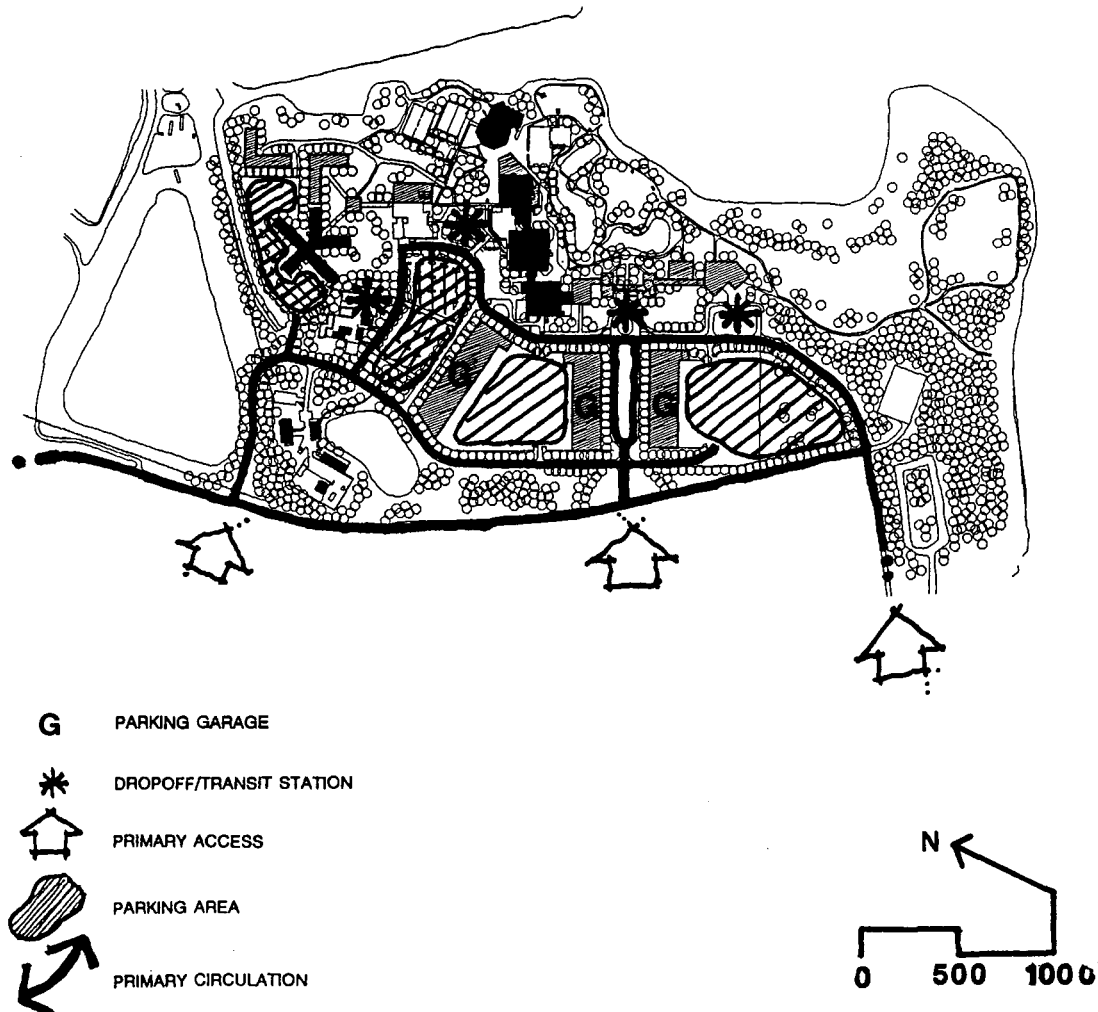 G
G
G
G PARKING GARAGE
DROPOFF/TRANSIT STATION
PRIMARY ACCESS
PARKING AREA
PRIMARY CIRCULATION
N
0 500 1000